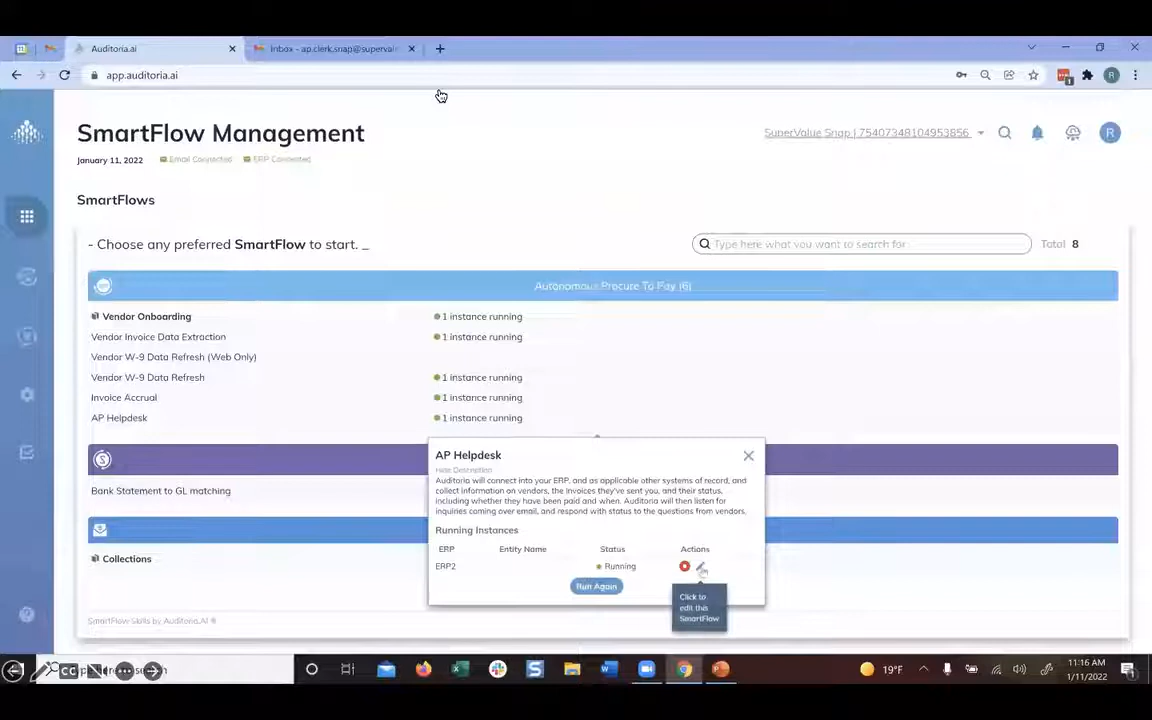 Auditoria.ai
Inbox - ap.clerk.snap@superval
app.auditoria.ai
SmartFlow Management
SuperValue Snap | 75407348104953856
R
January 11, 2022
Email Connected
ERP Connected
SmartFlows
- Choose any preferred SmartFlow to start. _
Type here what you want to search for
Total 8
Autonomous Procure To Pay (6)
Vendor Onboarding
1 instance running
Vendor Invoice Data Extraction
1 instance running
Vendor W-9 Data Refresh (Web Only)
Vendor W-9 Data Refresh
1 instance running
Invoice Accrual
1 instance running
AP Helpdesk
1 instance running
Bank Statement to GL matching
Collections
AP Helpdesk
Hide Description
Auditoria will connect into your ERP, and as applicable other systems of record, and
collect information on vendors, the invoices they've sent you, and their status,
including whether they have been paid and when. Auditoria will then listen for
inquiries coming over email, and respond with status to the questions from vendors.
Running Instances
ERP Entity Name Status Actions
ERP2 Running
Run Again
Click to
edit this
SmartFlow
SmartFlow Skills by Auditoria.AI ®
CC
19°F
11:16 AM
1/11/2022